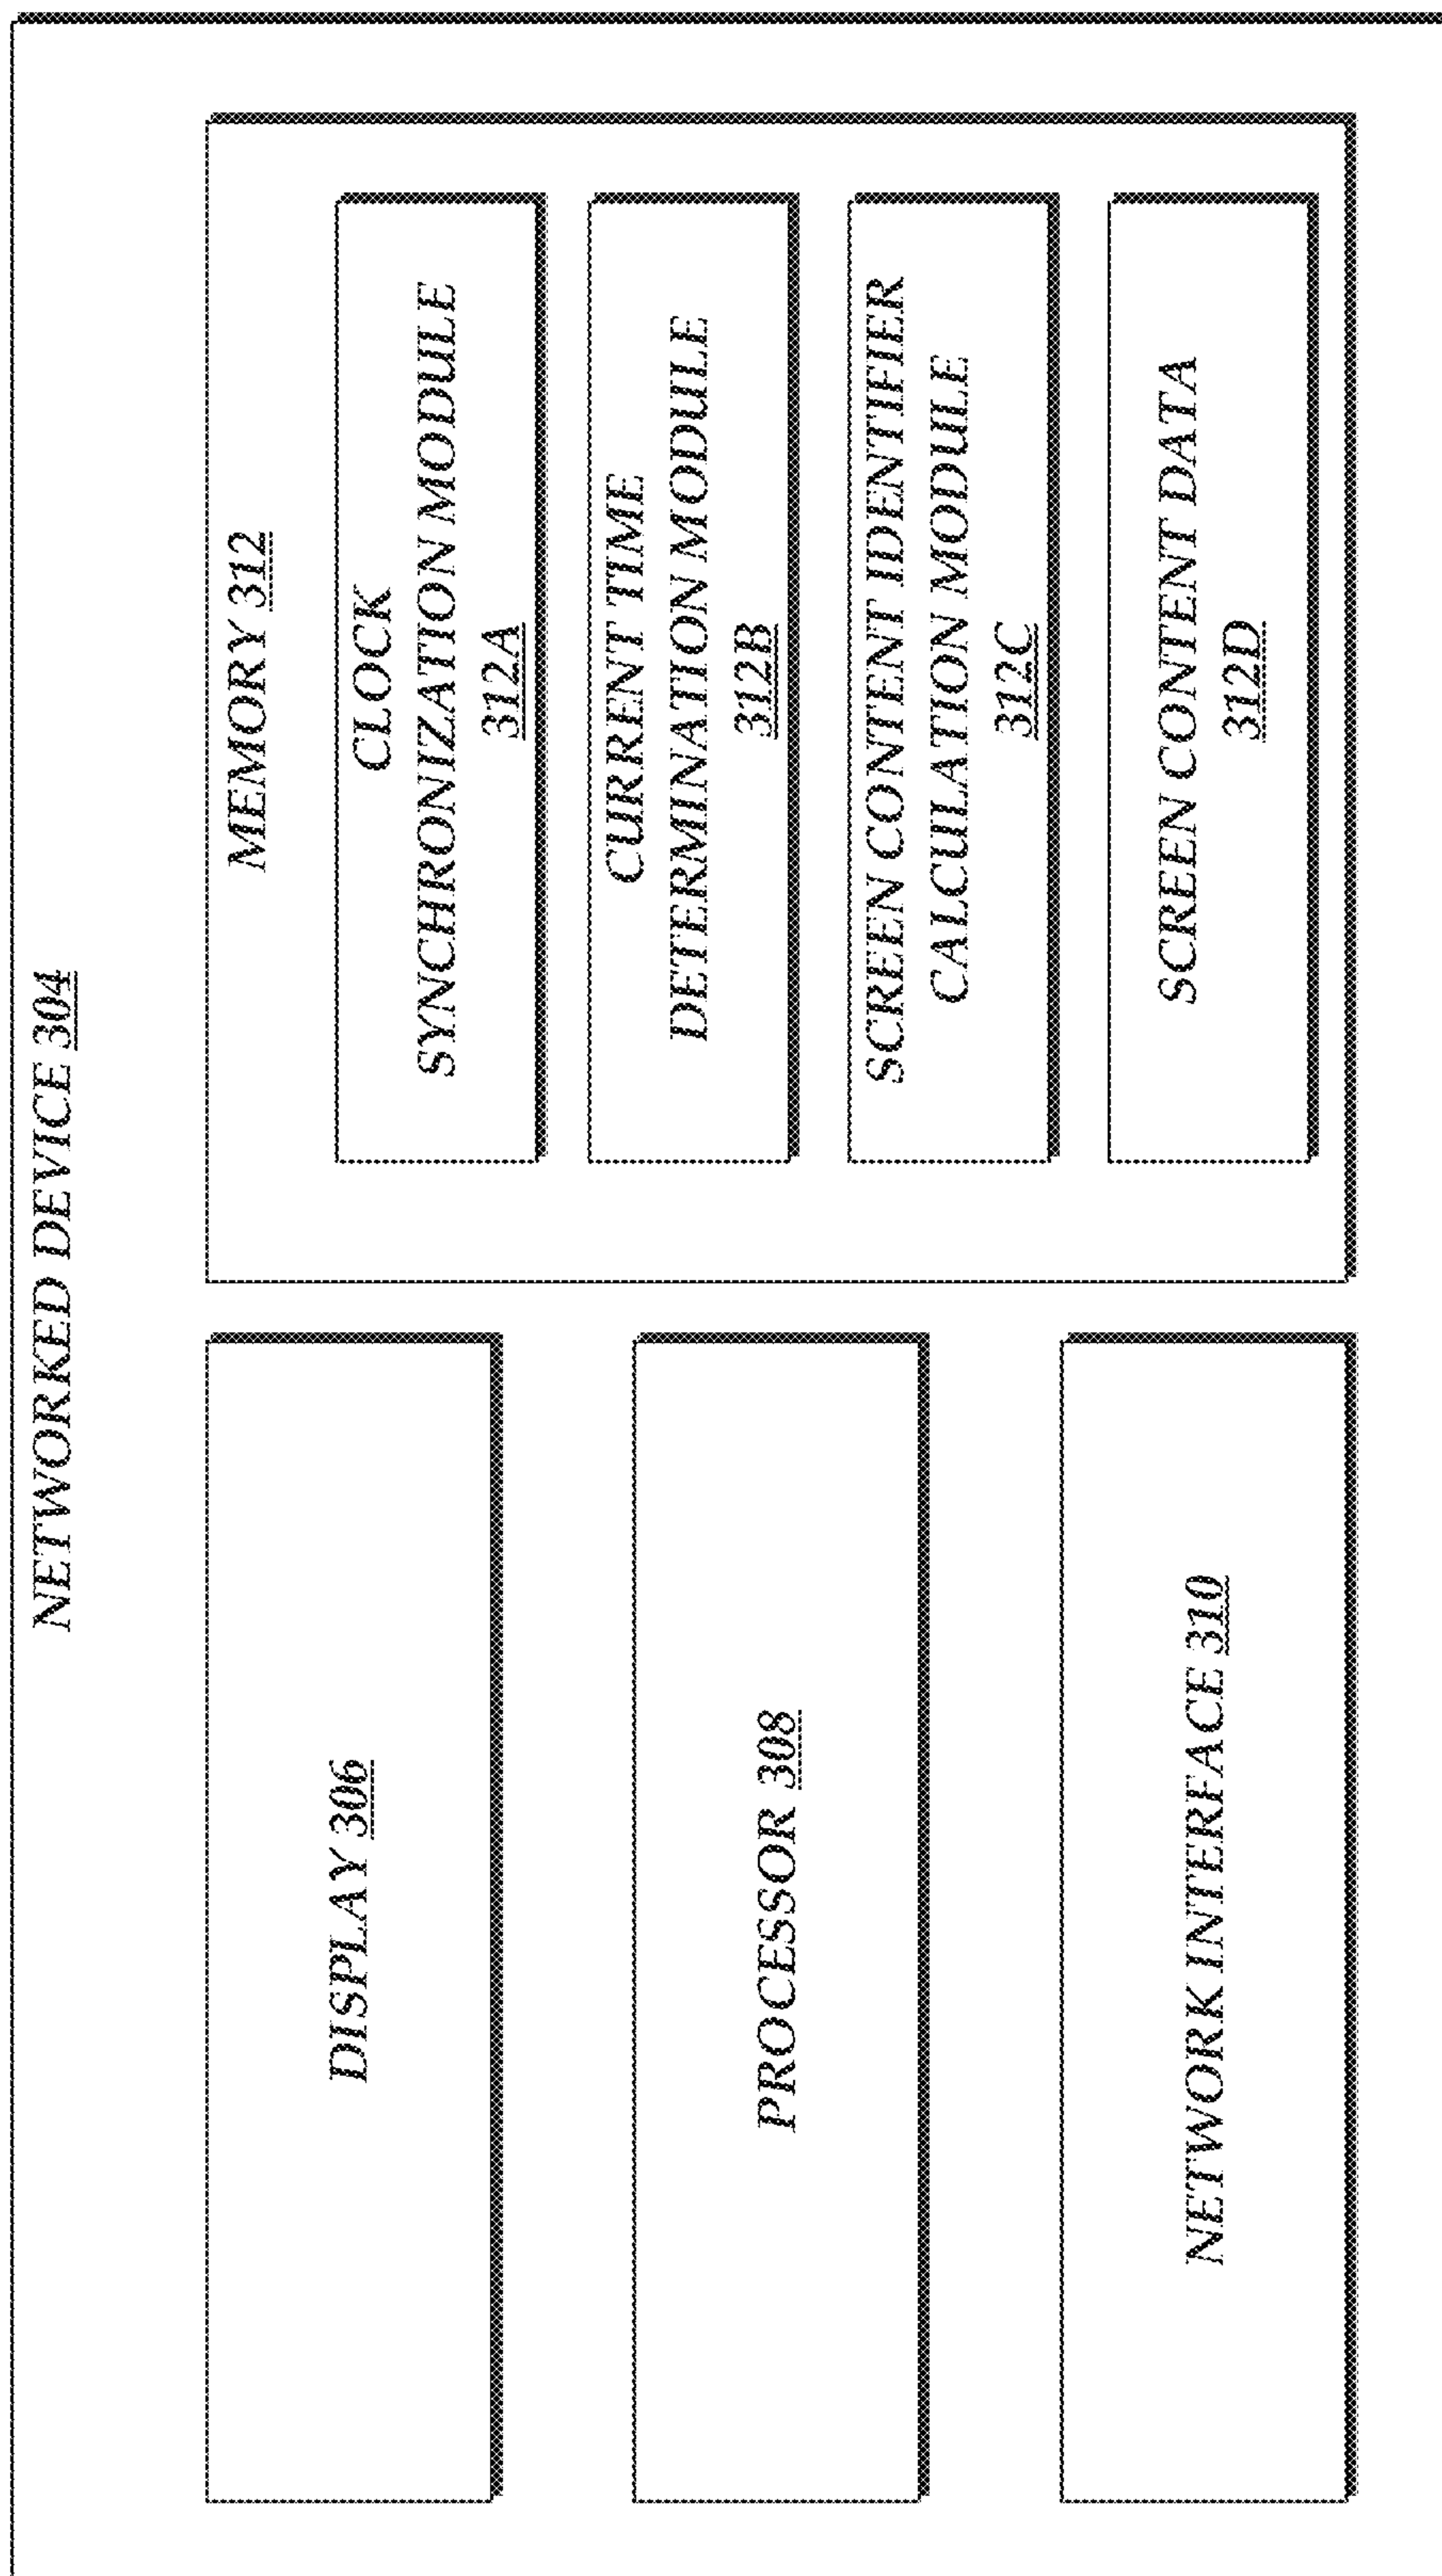 NETWORKED DEVICE 304
DISPLAY 306
PROCESSOR 308
NETWORK INTERFACE 310
MEMORY 312
CLOCK
SYNCHRONIZATION MODULE
312A
CURRENT TIME
DETERMINATION MODULE
312B
SCREEN CONTENT IDENTIFIER
CALCULATION MODULE
312C
SCREEN CONTENT DATA
312D